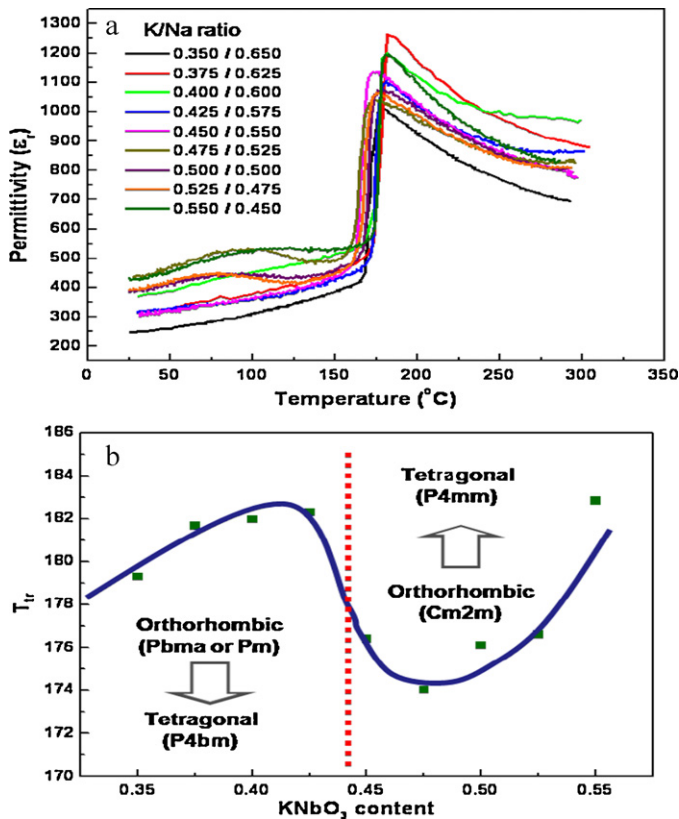 a
K/Na ratio
0.350 / 0.650
0.375 / 0.625
0.400 / 0.600
0.425 / 0.575
0.450 / 0.550
0.475 / 0.525
0.500 / 0.500
0.525 / 0.475
0.550 / 0.450
1300
1200
1100
1000
900
800
700
600
500
400
300
200
Permittivity (εr)
0 50 100 150 200 250 300 350
Temperature (°C)
b
186
184
182
180
178
176
174
172
170
Ttr
Tetragonal
(P4mm)
Orthorhombic
(Cm2m)
Orthorhombic
(Pbma or Pm)
Tetragonal
(P4bm)
0.35 0.40 0.45 0.50 0.55
KNbO3 content